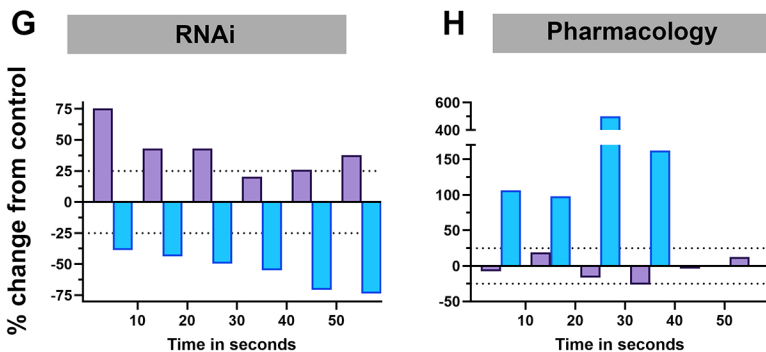 G
RNAi
% change from control
75
50
25
0
-25
-50
-75
10 20 30 40 50
Time in seconds
H
Pharmacology
600
400
150
100
50
0
-50
10 20 30 40 50
Time in seconds